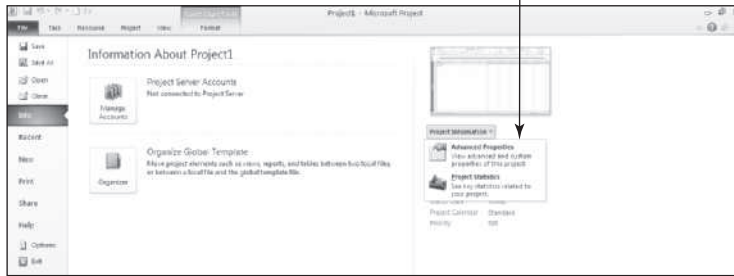 Project1 - Microsoft Project
File Task Resource Project View Format
Save
Save As
Open
Close
Info
Recent
New
Print
Share
Help
Options
Exit
Information About Project1
Manage Accounts
Project Server Accounts
Not connected to Project Server
Organizer
Organize Global Template
Move project elements such as views, reports, and tables between two local files,
or between a local file and the global template file.
Project Information
Advanced Properties
View advanced and custom
properties of this project
Project Statistics
See key statistics related to
your project.
Project Calendar Standard
Priority 500